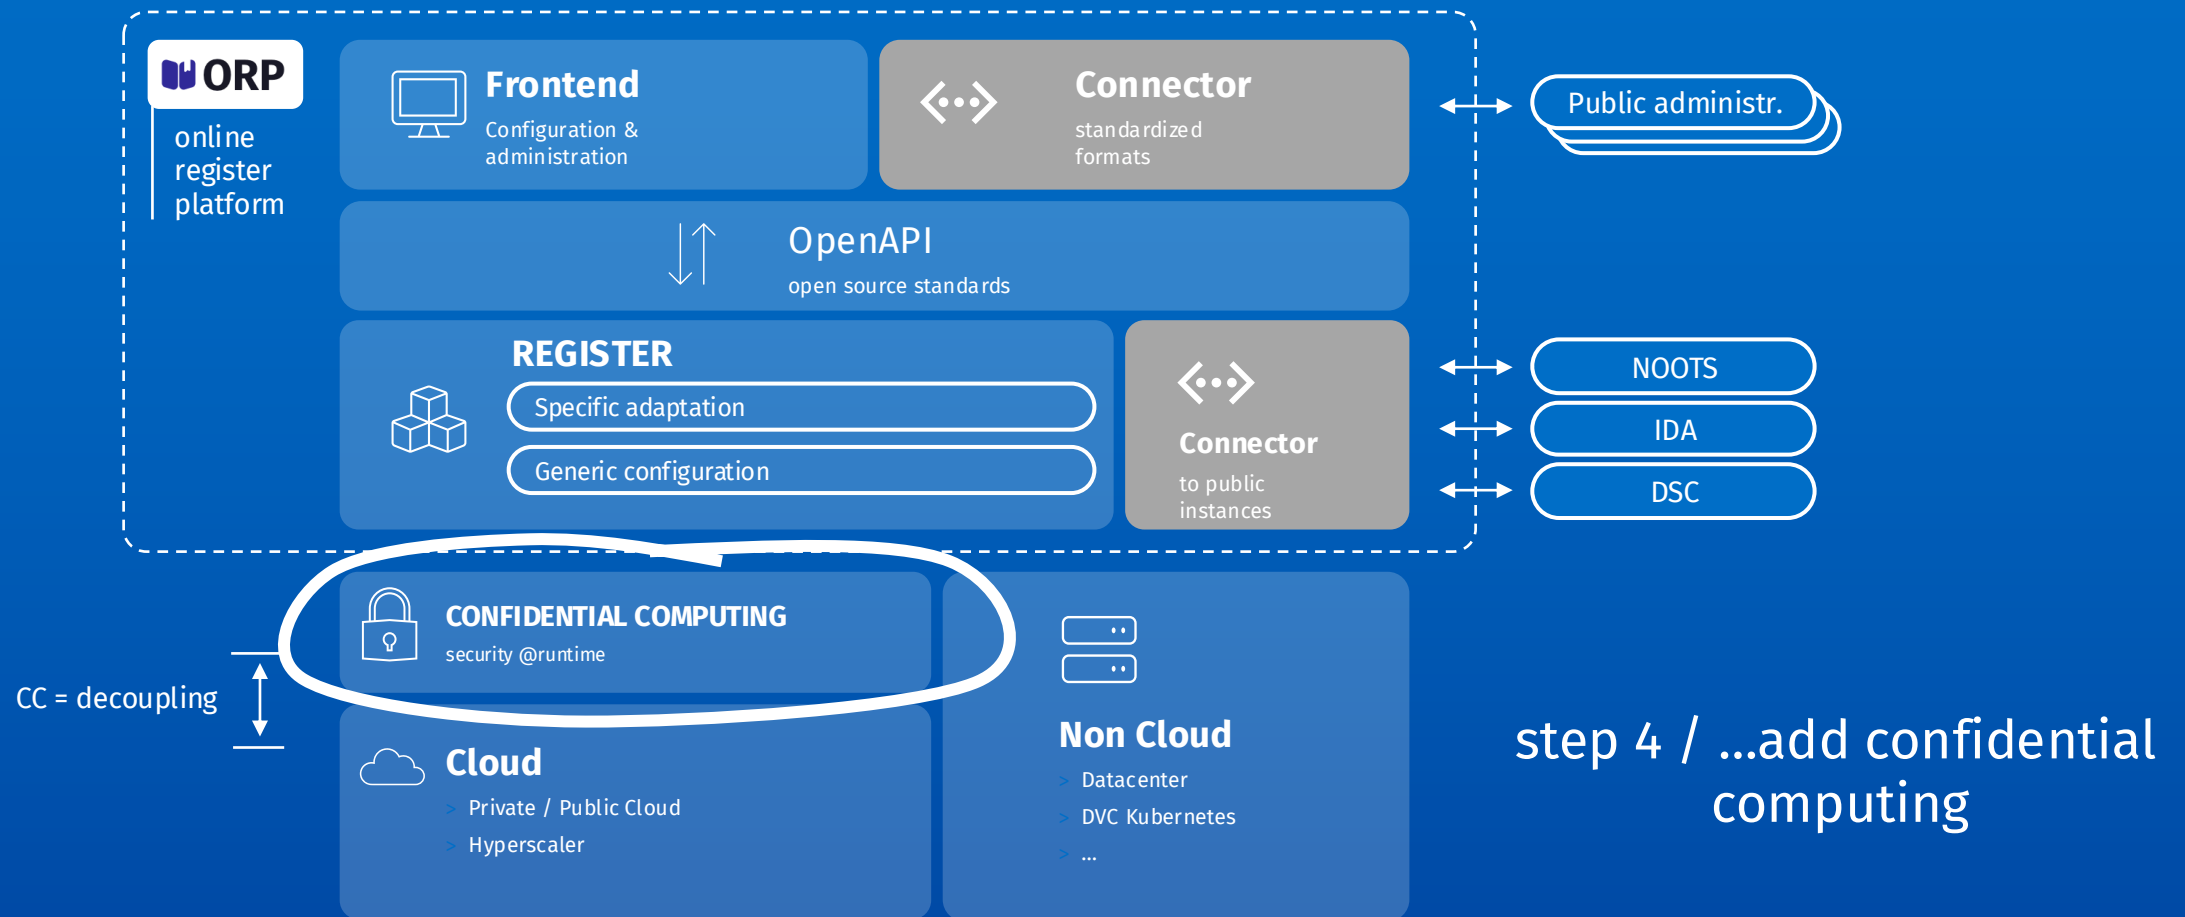 ORP
online
register
platform
Frontend
Configuration &
administration
Connector
standardized
formats
Public administr.
OpenAPI
open source standards
REGISTER
Specific adaptation
Generic configuration
Connector
to public
instances
NOOTS
IDA
DSC
CONFIDENTIAL COMPUTING
security @runtime
CC = decoupling
Cloud
> Private / Public Cloud
> Hyperscaler
Non Cloud
> Datacenter
> DVC Kubernetes
> ...
step 4 / ...add confidential
computing